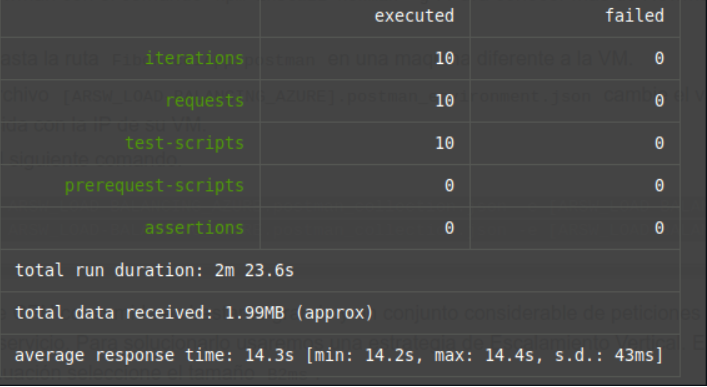 executed failed
iterations 10 0
requests 10 0
test-scripts 10 0
prerequest-scripts 0 0
assertions 0 0
total run duration: 2m 23.6s
total data received: 1.99MB (approx)
average response time: 14.3s [min: 14.2s, max: 14.4s, s.d.: 43ms]